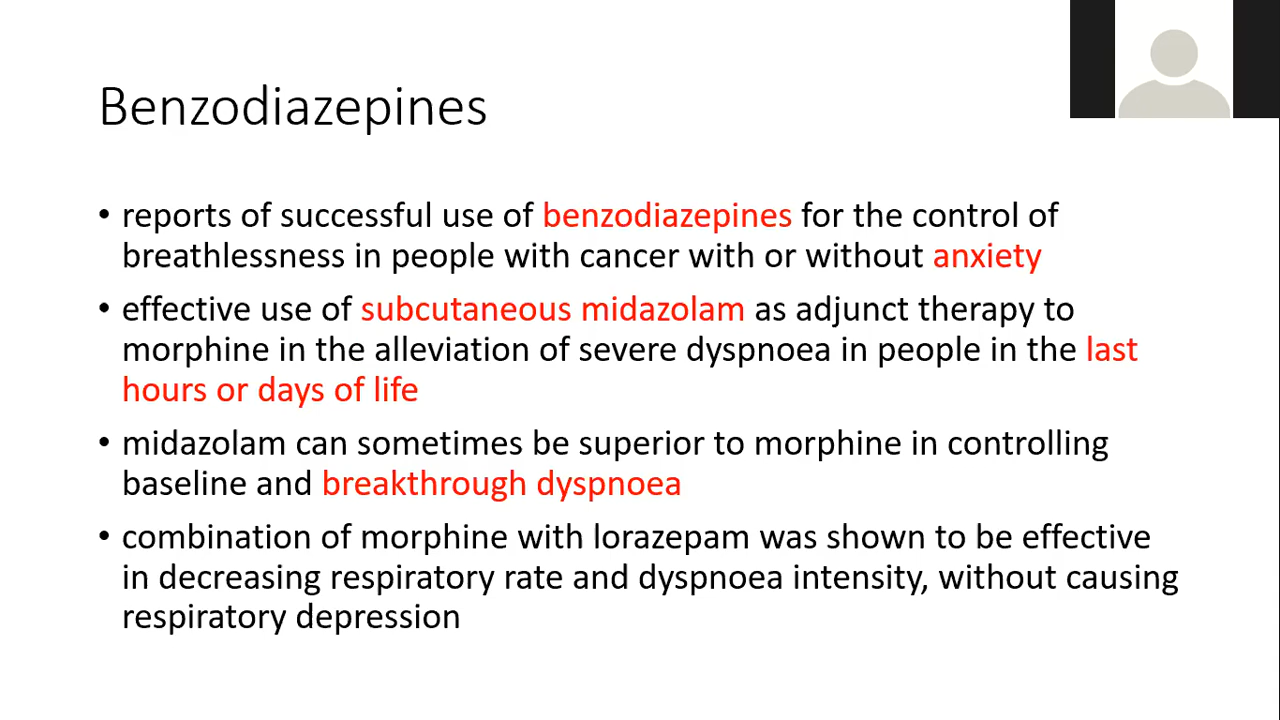 Benzodiazepines
• reports of successful use of benzodiazepines for the control of
breathlessness in people with cancer with or without anxiety
• effective use of subcutaneous midazolam as adjunct therapy to
morphine in the alleviation of severe dyspnoea in people in the last
hours or days of life
• midazolam can sometimes be superior to morphine in controlling
baseline and breakthrough dyspnoea
• combination of morphine with lorazepam was shown to be effective
in decreasing respiratory rate and dyspnoea intensity, without causing
respiratory depression